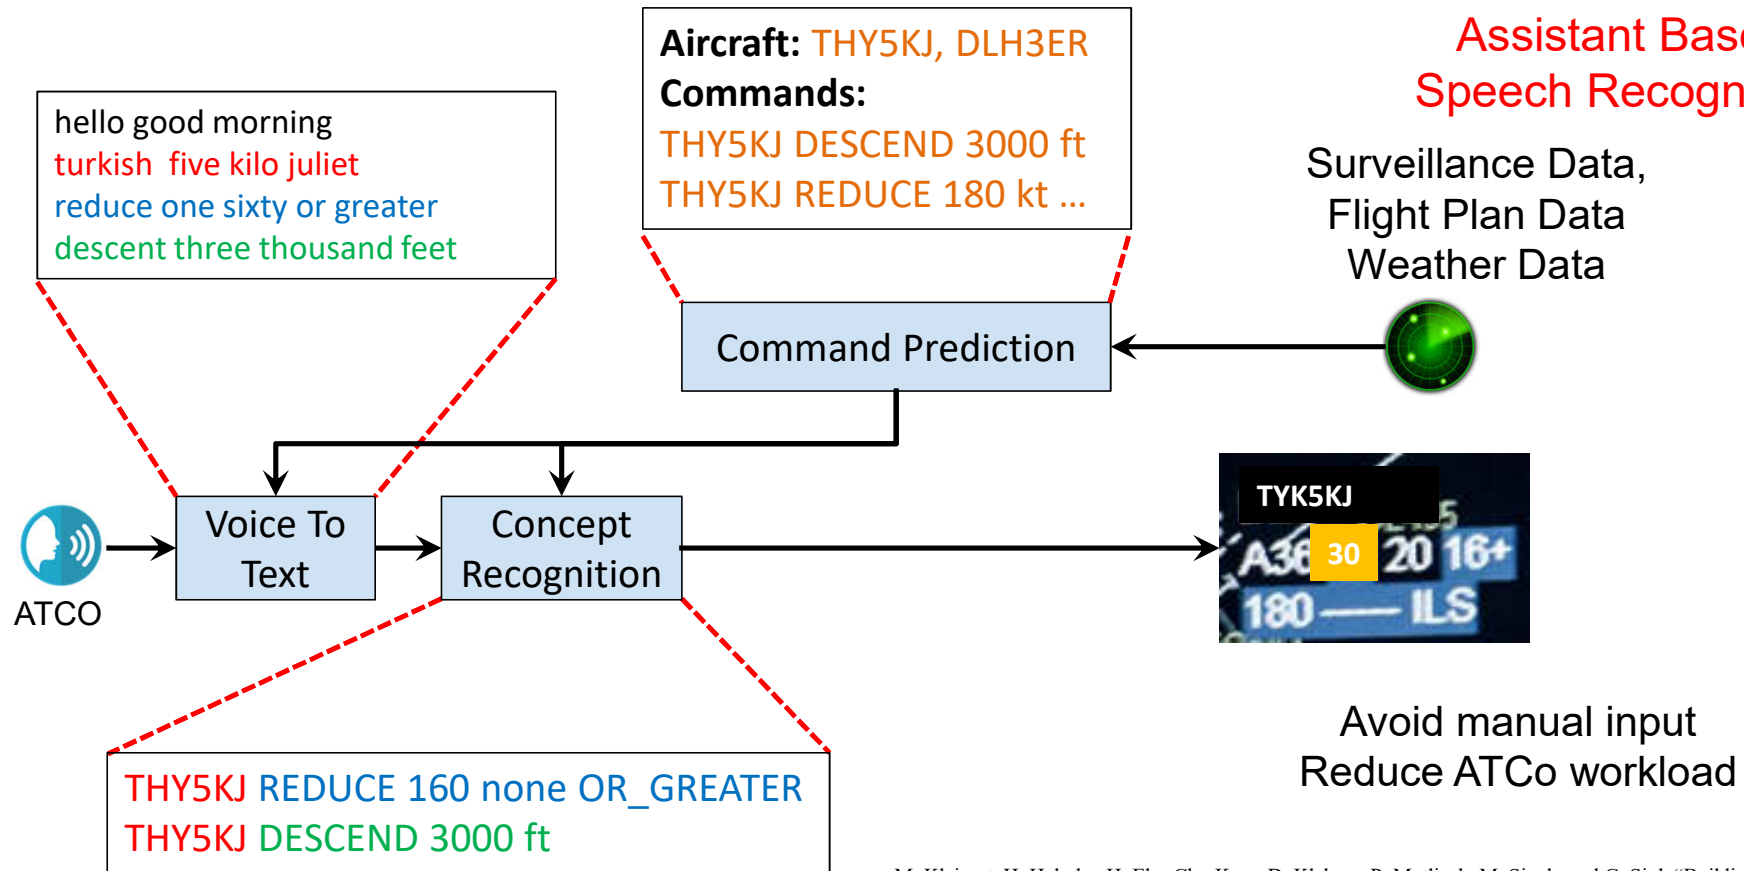 Assistant Base
Speech Recogn
Aircraft: THY5KJ, DLH3ER
Commands:
THY5KJ DESCEND 3000 ft
THY5KJ REDUCE 180 kt ...
hello good morning
turkish five kilo juliet
reduce one sixty or greater
descent three thousand feet
Surveillance Data,
Flight Plan Data
Weather Data
Command Prediction
Voice To
Text
Concept
Recognition
ATCO
TYK5KJ
A36 30 20 16+
180 — ILS
Avoid manual input
Reduce ATCo workload
THY5KJ REDUCE 160 none OR_GREATER
THY5KJ DESCEND 3000 ft